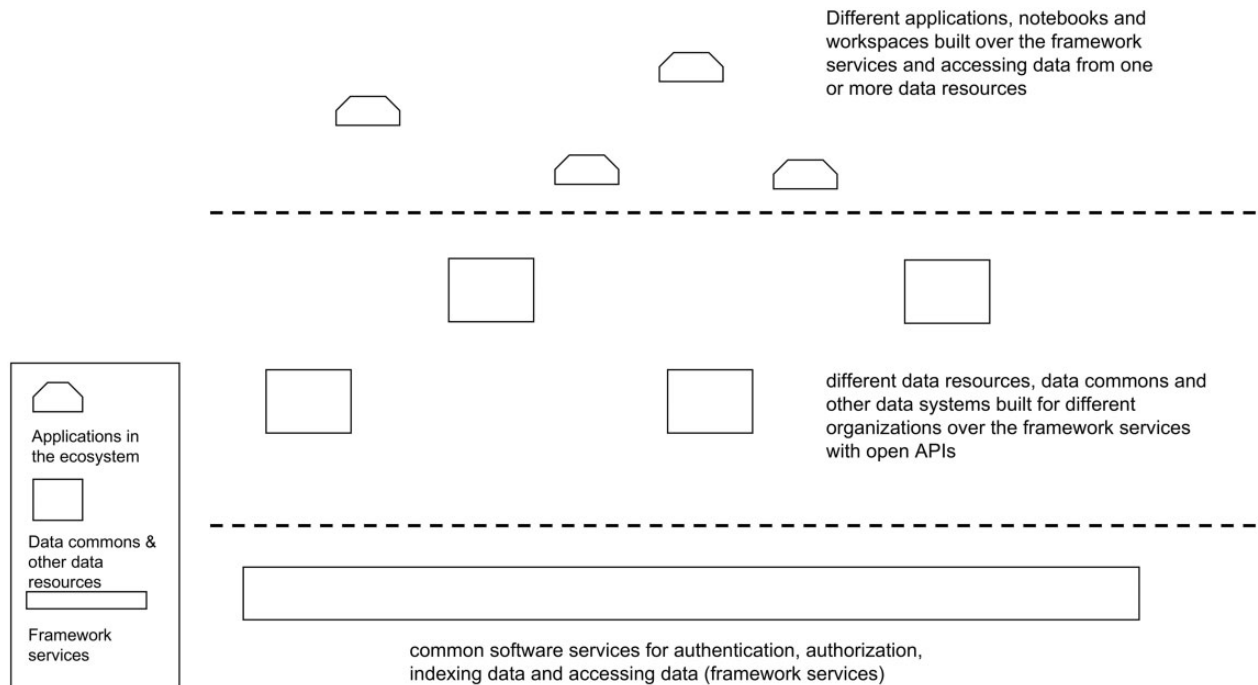 Different applications, notebooks and
workspaces built over the framework
services and accessing data from one
or more data resources
different data resources, data commons and
other data systems built for different
organizations over the framework services
with open APIs
Applications in
the ecosystem
Data commons &
other data
resources
Framework
services
common software services for authentication, authorization,
indexing data and accessing data (framework services)